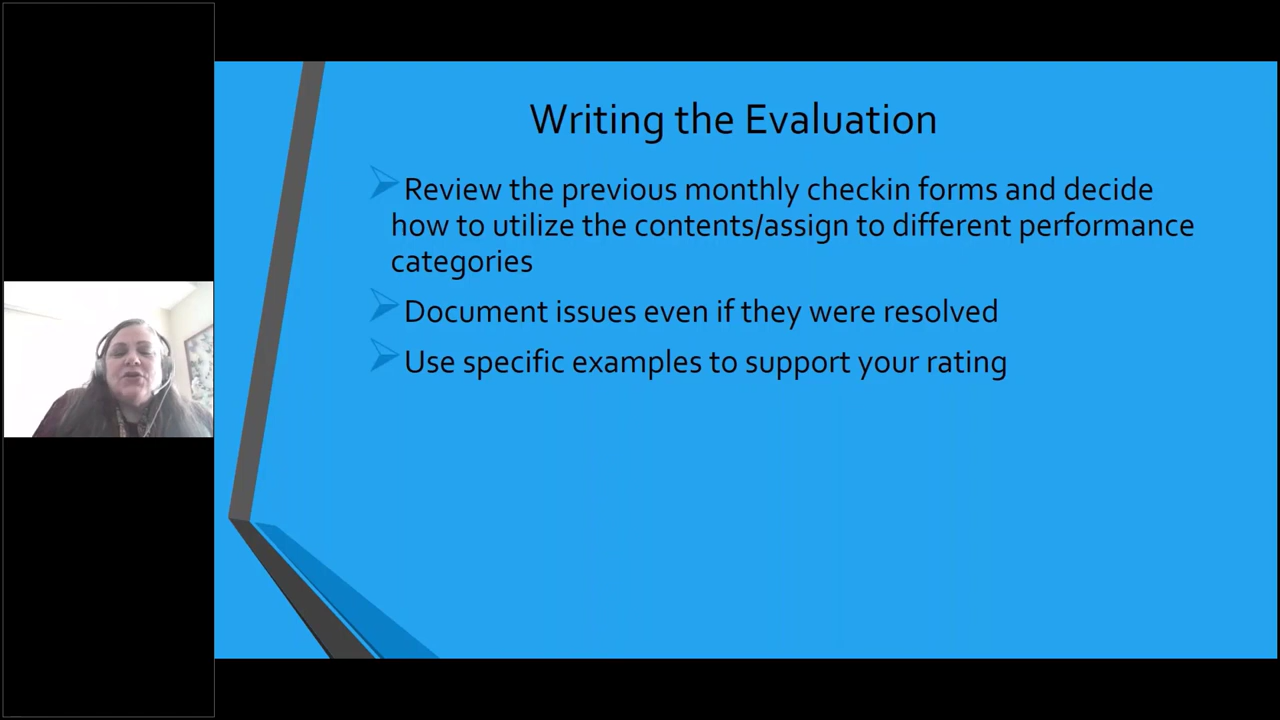 Writing the Evaluation
Review the previous monthly checkin forms and decide
how to utilize the contents/assign to different performance
categories
Document issues even if they were resolved
Use specific examples to support your rating